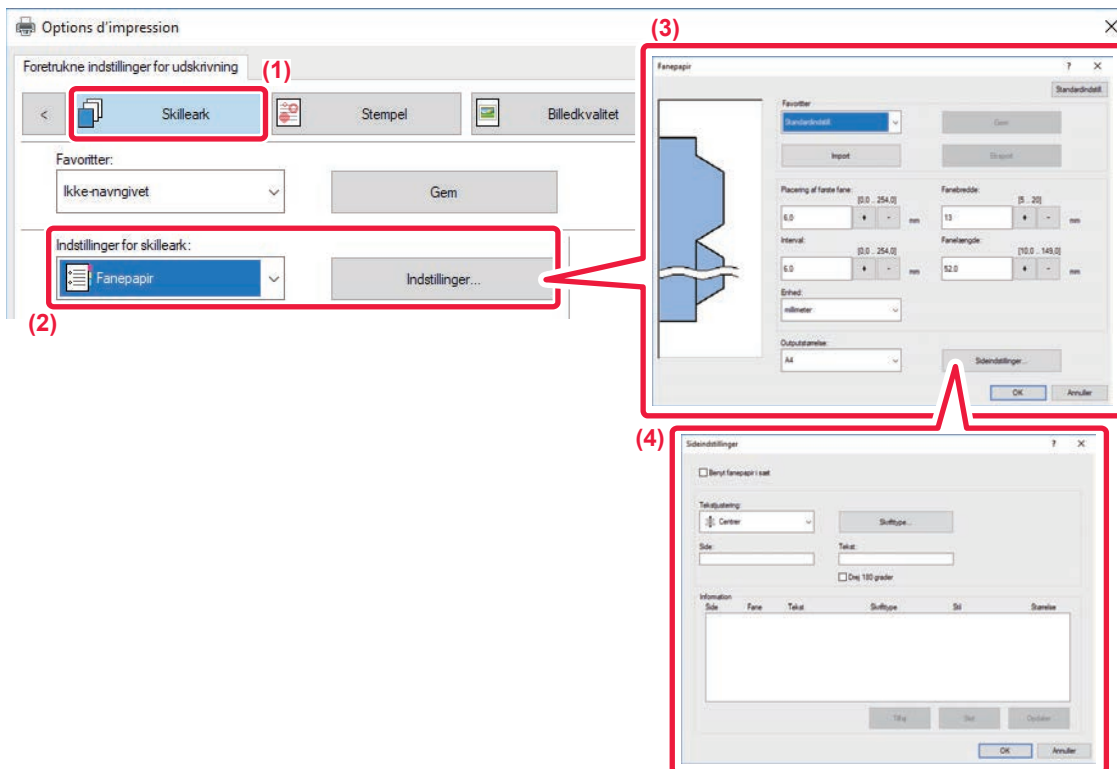 Options d'impression
Foretrukne indstillinger for udskrivning
(1)
<
Skilleark
Stempel
Billedkvalitet
Favoritter:
Ikke-navngivet
Gem
Indstillinger for skilleark:
Fanepapir
Indstillinger...
(2)
(3)
Fanepapir
?
Standardindstil.
Favoritter
Standardindstil.
Gem
Import
Eksport
Placering af første fane:
[0,0 .. 254,0]
6.0
+ -
mm
Fanebredde:
[5 .. 20]
13
+ -
mm
Interval:
[0,0 .. 254,0]
6.0
+ -
mm
Fanelængde:
[10,0 .. 149,0]
52.0
+ -
mm
Enhed:
millimeter
Outputstørrelse:
A4
Sideindstillinger...
OK
Annuller
(4)
Sideindstillinger
?
Benyt fanepapir i sæt
Tekstjustering:
Centrer
Skrifttype...
Side:
Tekst:
Drej 180 grader
Information
Side Fane Tekst Skrifttype Stil Størrelse
Tilføj
Slet
Opdater
OK
Annuller